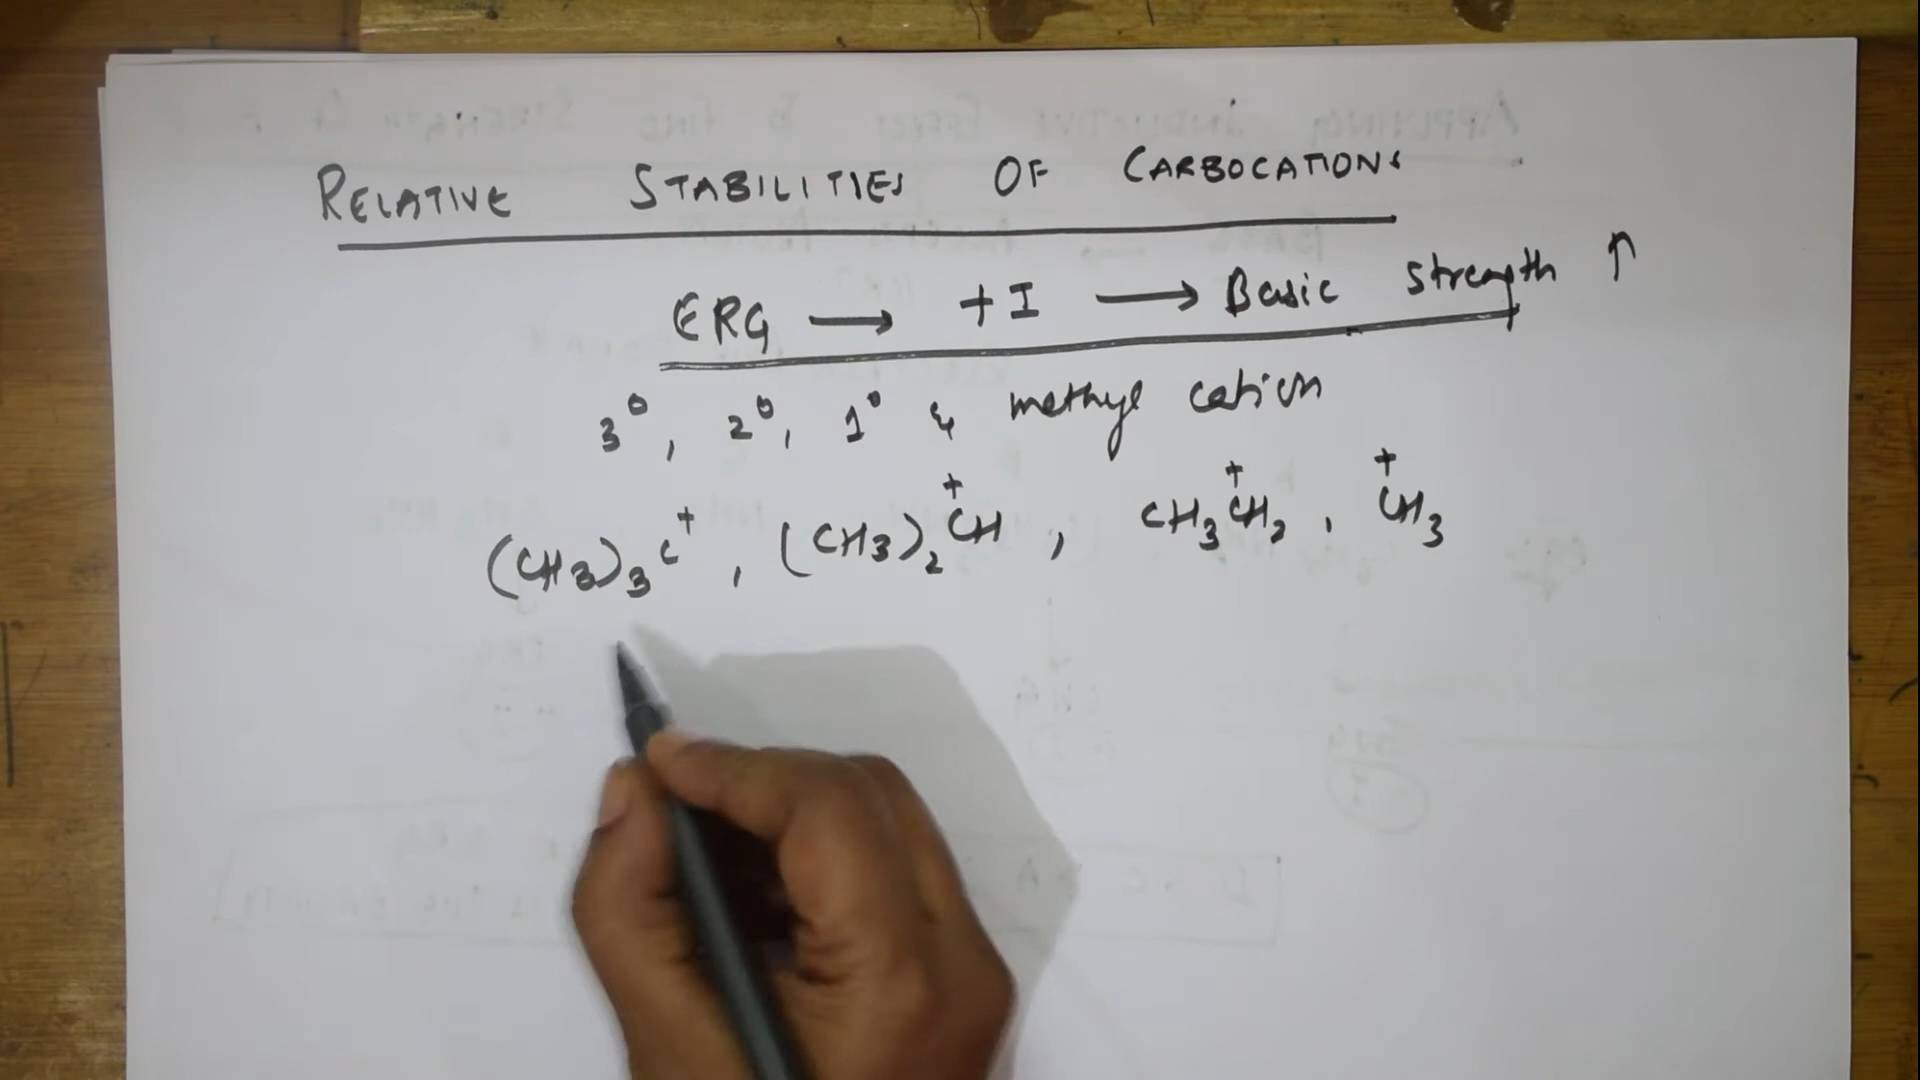 RELATIVE STABILITIES OF CARBOCATIONS
ERG → +I → Basic strength ↑
3°, 2°, 1° & methyl cation
(CH3)3C⁺, (CH3)2C⁺H, CH3C⁺H2, C⁺H3